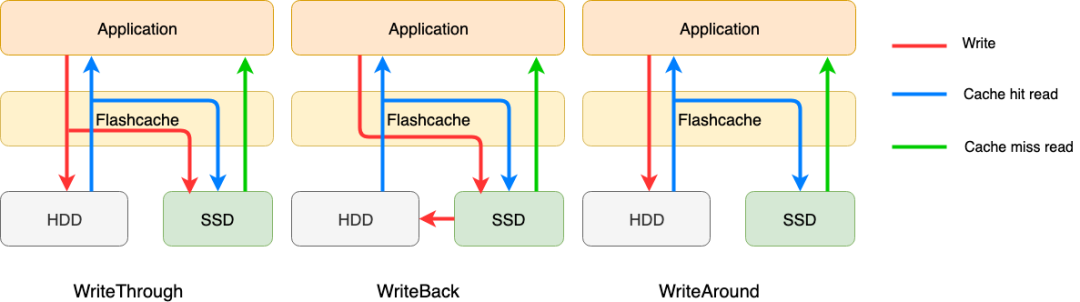 Application
Application
Application
Write
Flashcache
Flashcache
Flashcache
Cache hit read
Cache miss read
HDD
SSD
HDD
SSD
HDD
SSD
WriteThrough
WriteBack
WriteAround